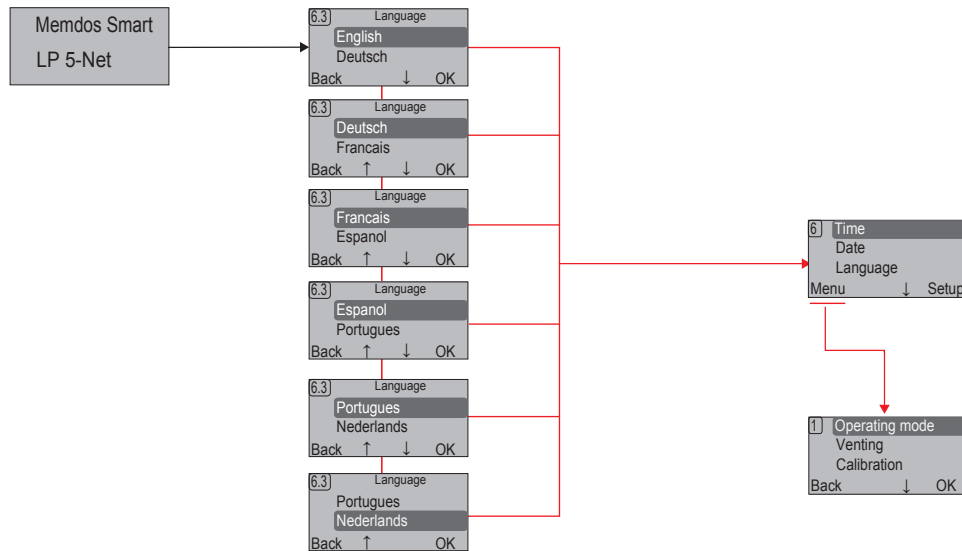 Memdos Smart
LP 5-Net
6.3 Language
English
Deutsch
Back ↓ OK
6.3 Language
Deutsch
Francais
Back ↑ ↓ OK
6.3 Language
Francais
Espanol
Back ↑ ↓ OK
6.3 Language
Espanol
Portugues
Back ↑ ↓ OK
6.3 Language
Portugues
Nederlands
Back ↑ ↓ OK
6.3 Language
Portugues
Nederlands
Back ↑ OK
6 Time
Date
Language
Menu ↓ Setup
1 Operating mode
Venting
Calibration
Back ↓ OK